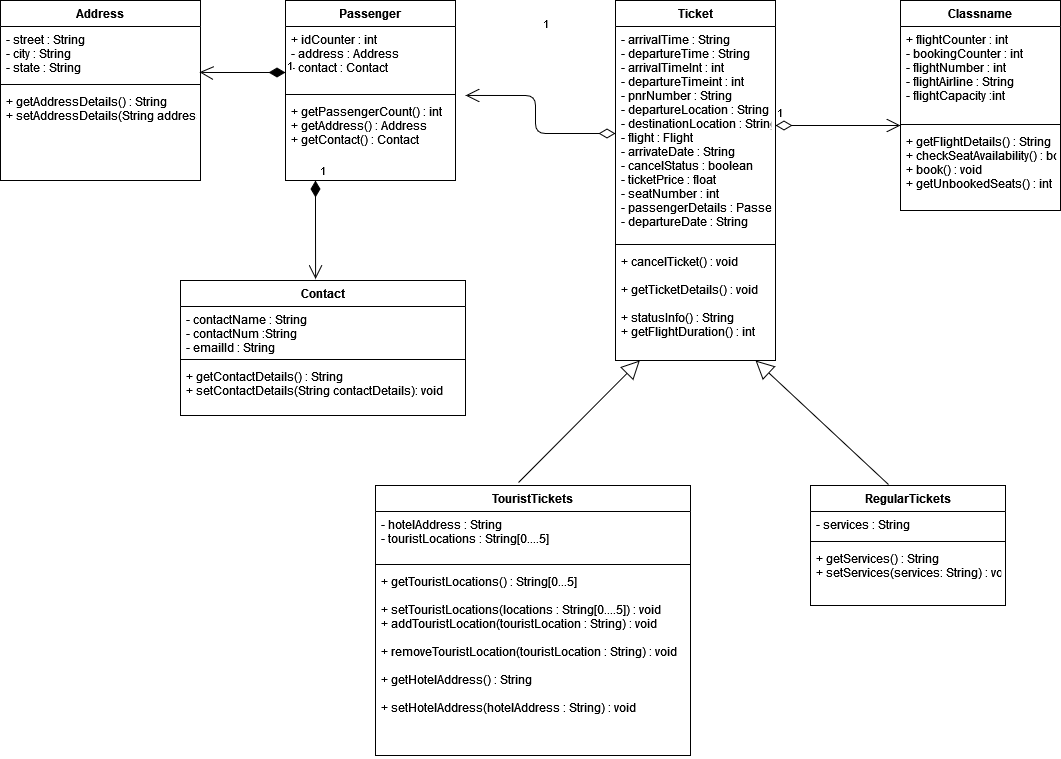 Address
- street : String
- city : String
- state : String
+ getAddressDetails() : String
+ setAddressDetails(String addres
Passenger
+ idCounter : int
- address : Address
- contact : Contact
+ getPassengerCount() : int
+ getAddress() : Address
+ getContact() : Contact
1
1
1
Ticket
- arrivalTime : String
- departureTime : String
- arrivalTimeInt : int
- departureTimeint : int
- pnrNumber : String
- departureLocation : String
- destinationLocation : String
- flight : Flight
- arrivateDate : String
- cancelStatus : boolean
- ticketPrice : float
- seatNumber : int
- passengerDetails : Passe
- departureDate : String
+ cancelTicket() : void
+ getTicketDetails() : void
+ statusInfo() : String
+ getFlightDuration() : int
1
Classname
+ flightCounter : int
- bookingCounter : int
- flightNumber : int
- flightAirline : String
- flightCapacity :int
+ getFlightDetails() : String
+ checkSeatAvailability() : bo
+ book() : void
+ getUnbookedSeats() : int
Contact
- contactName : String
- contactNum :String
- emailId : String
+ getContactDetails() : String
+ setContactDetails(String contactDetails): void
TouristTickets
- hotelAddress : String
- touristLocations : String[0....5]
+ getTouristLocations() : String[0...5]
+ setTouristLocations(locations : String[0....5]) : void
+ addTouristLocation(touristLocation : String) : void
+ removeTouristLocation(touristLocation : String) : void
+ getHotelAddress() : String
+ setHotelAddress(hotelAddress : String) : void
RegularTickets
- services : String
+ getServices() : String
+ setServices(services: String) : vo